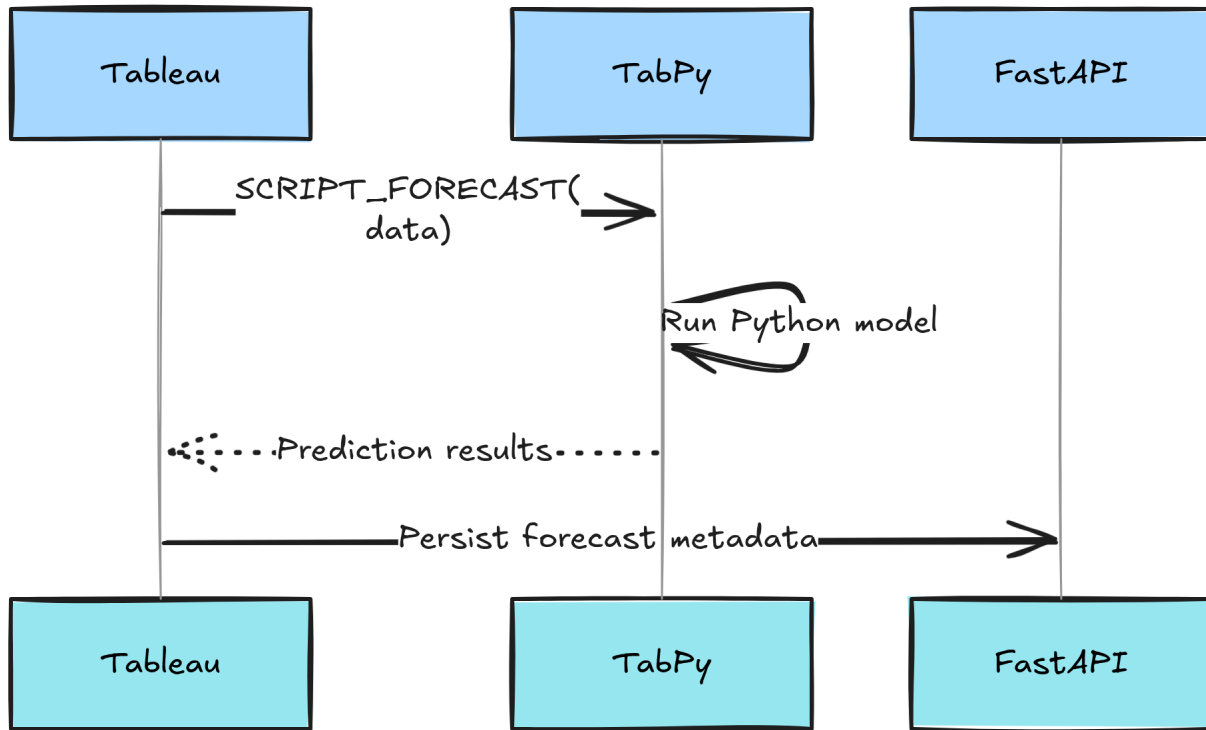 Tableau
TabPy
FastAPI
SCRIPT_FORECAST(
data)
Run Python model
Prediction results
Persist forecast metadata
Tableau
TabPy
FastAPI